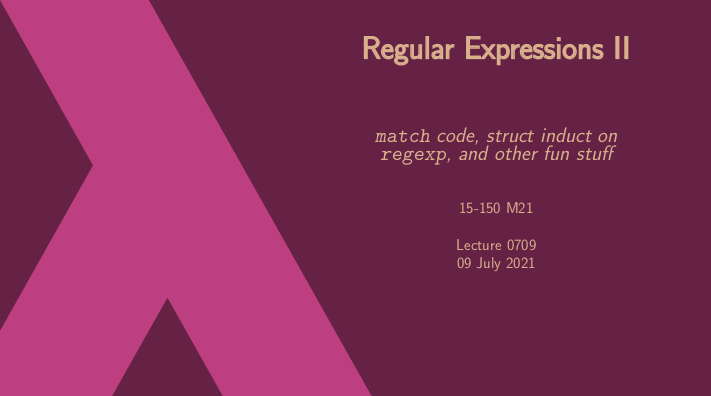 Regular Expressions II
match code, struct induct on
regexp, and other fun stuff
15-150 M21
Lecture 0709
09 July 2021